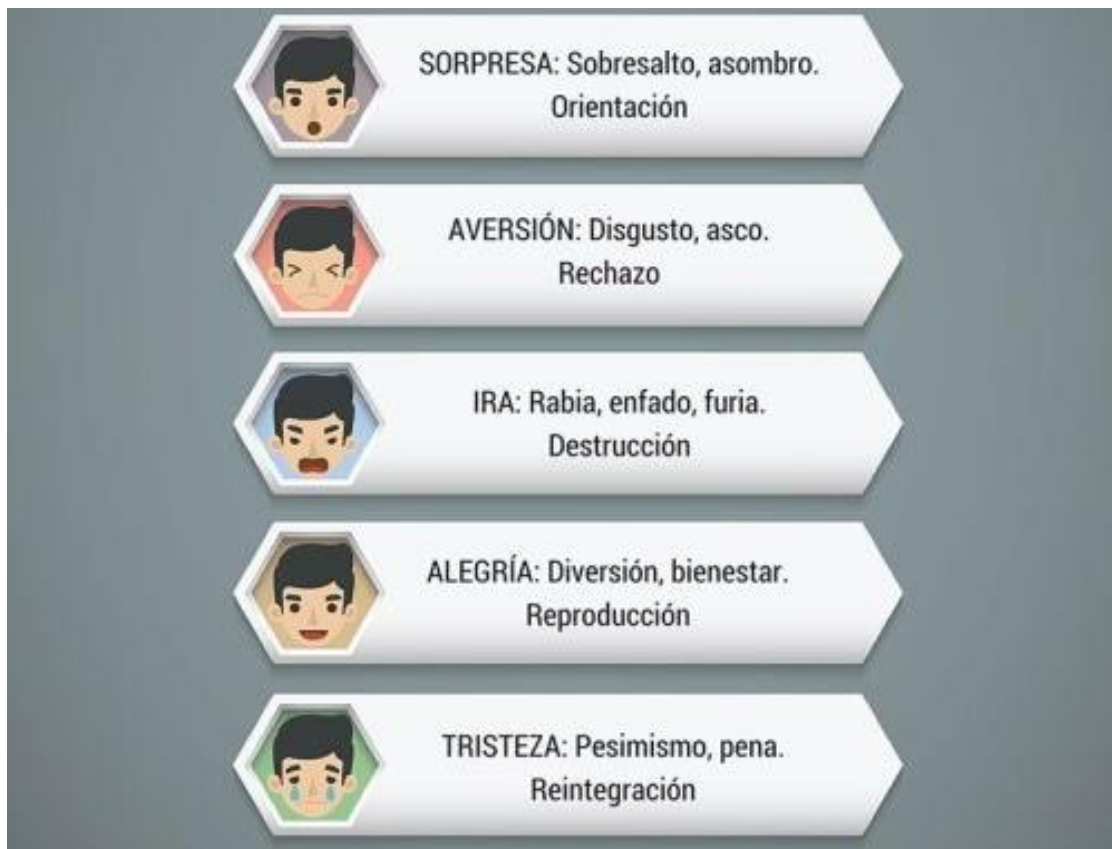 SORPRESA: Sobresalto, asombro.
Orientación
AVERSIÓN: Disgusto, asco.
Rechazo
IRA: Rabia, enfado, furia.
Destrucción
ALEGRÍA: Diversión, bienestar.
Reproducción
TRISTEZA: Pesimismo, pena.
Reintegración